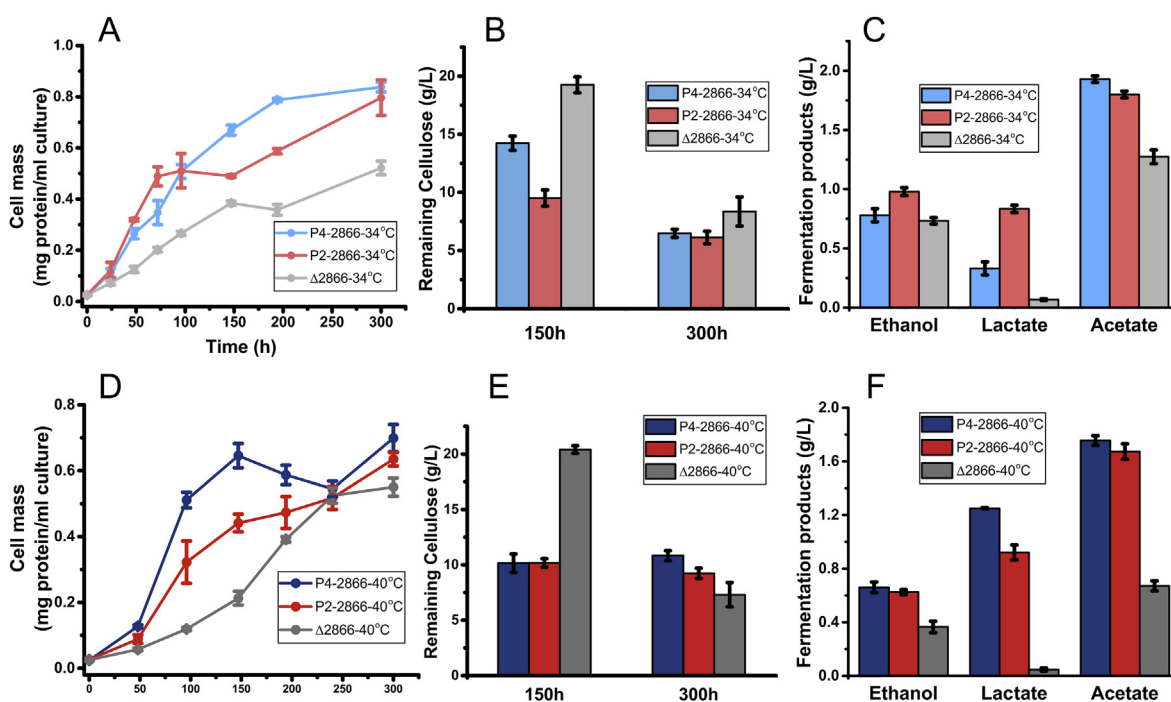 A
Cell mass
(mg protein/ml culture)
1.0
0.8
0.6
0.4
0.2
0.0
P4-2866-34°C
P2-2866-34°C
Δ2866-34°C
0 50 100 150 200 250 300
Time (h)
B
Remaining Cellulose (g/L)
20
15
10
5
0
P4-2866-34°C
P2-2866-34°C
Δ2866-34°C
150h 300h
C
Fermentation products (g/L)
2.0
1.5
1.0
0.5
0.0
P4-2866-34°C
P2-2866-34°C
Δ2866-34°C
Ethanol Lactate Acetate
D
Cell mass
(mg protein/ml culture)
0.8
0.6
0.4
0.2
0.0
P4-2866-40°C
P2-2866-40°C
Δ2866-40°C
0 50 100 150 200 250 300
E
Remaining Cellulose (g/L)
20
15
10
5
0
P4-2866-40°C
P2-2866-40°C
Δ2866-40°C
150h 300h
F
Fermentation products (g/L)
1.8
1.2
0.6
0.0
P4-2866-40°C
P2-2866-40°C
Δ2866-40°C
Ethanol Lactate Acetate